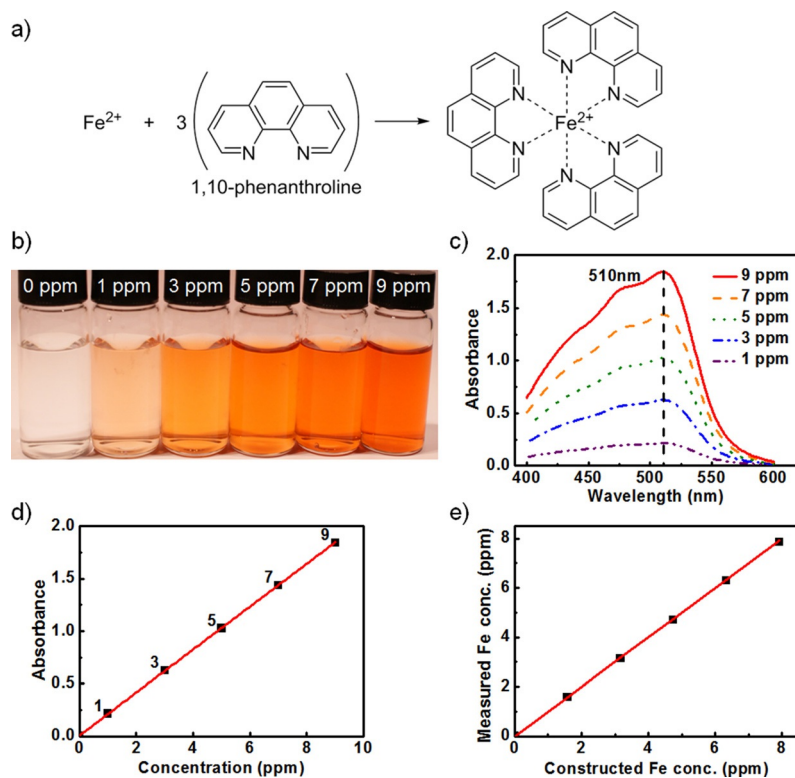 a)
Fe²⁺ + 3
N N
1,10-phenanthroline
N N
N N
Fe²⁺
N N
b)
0 ppm 1 ppm 3 ppm 5 ppm 7 ppm 9 ppm
c)
2.0
1.5
1.0
0.5
0.0
Absorbance
510nm
9 ppm
7 ppm
5 ppm
3 ppm
1 ppm
400 450 500 550 600
Wavelength (nm)
d)
2.0
1.5
1.0
0.5
0.0
Absorbance
1 3 5 7 9
0 2 4 6 8 10
Concentration (ppm)
e)
8
6
4
2
0
Measured Fe conc. (ppm)
0 2 4 6 8
Constructed Fe conc. (ppm)